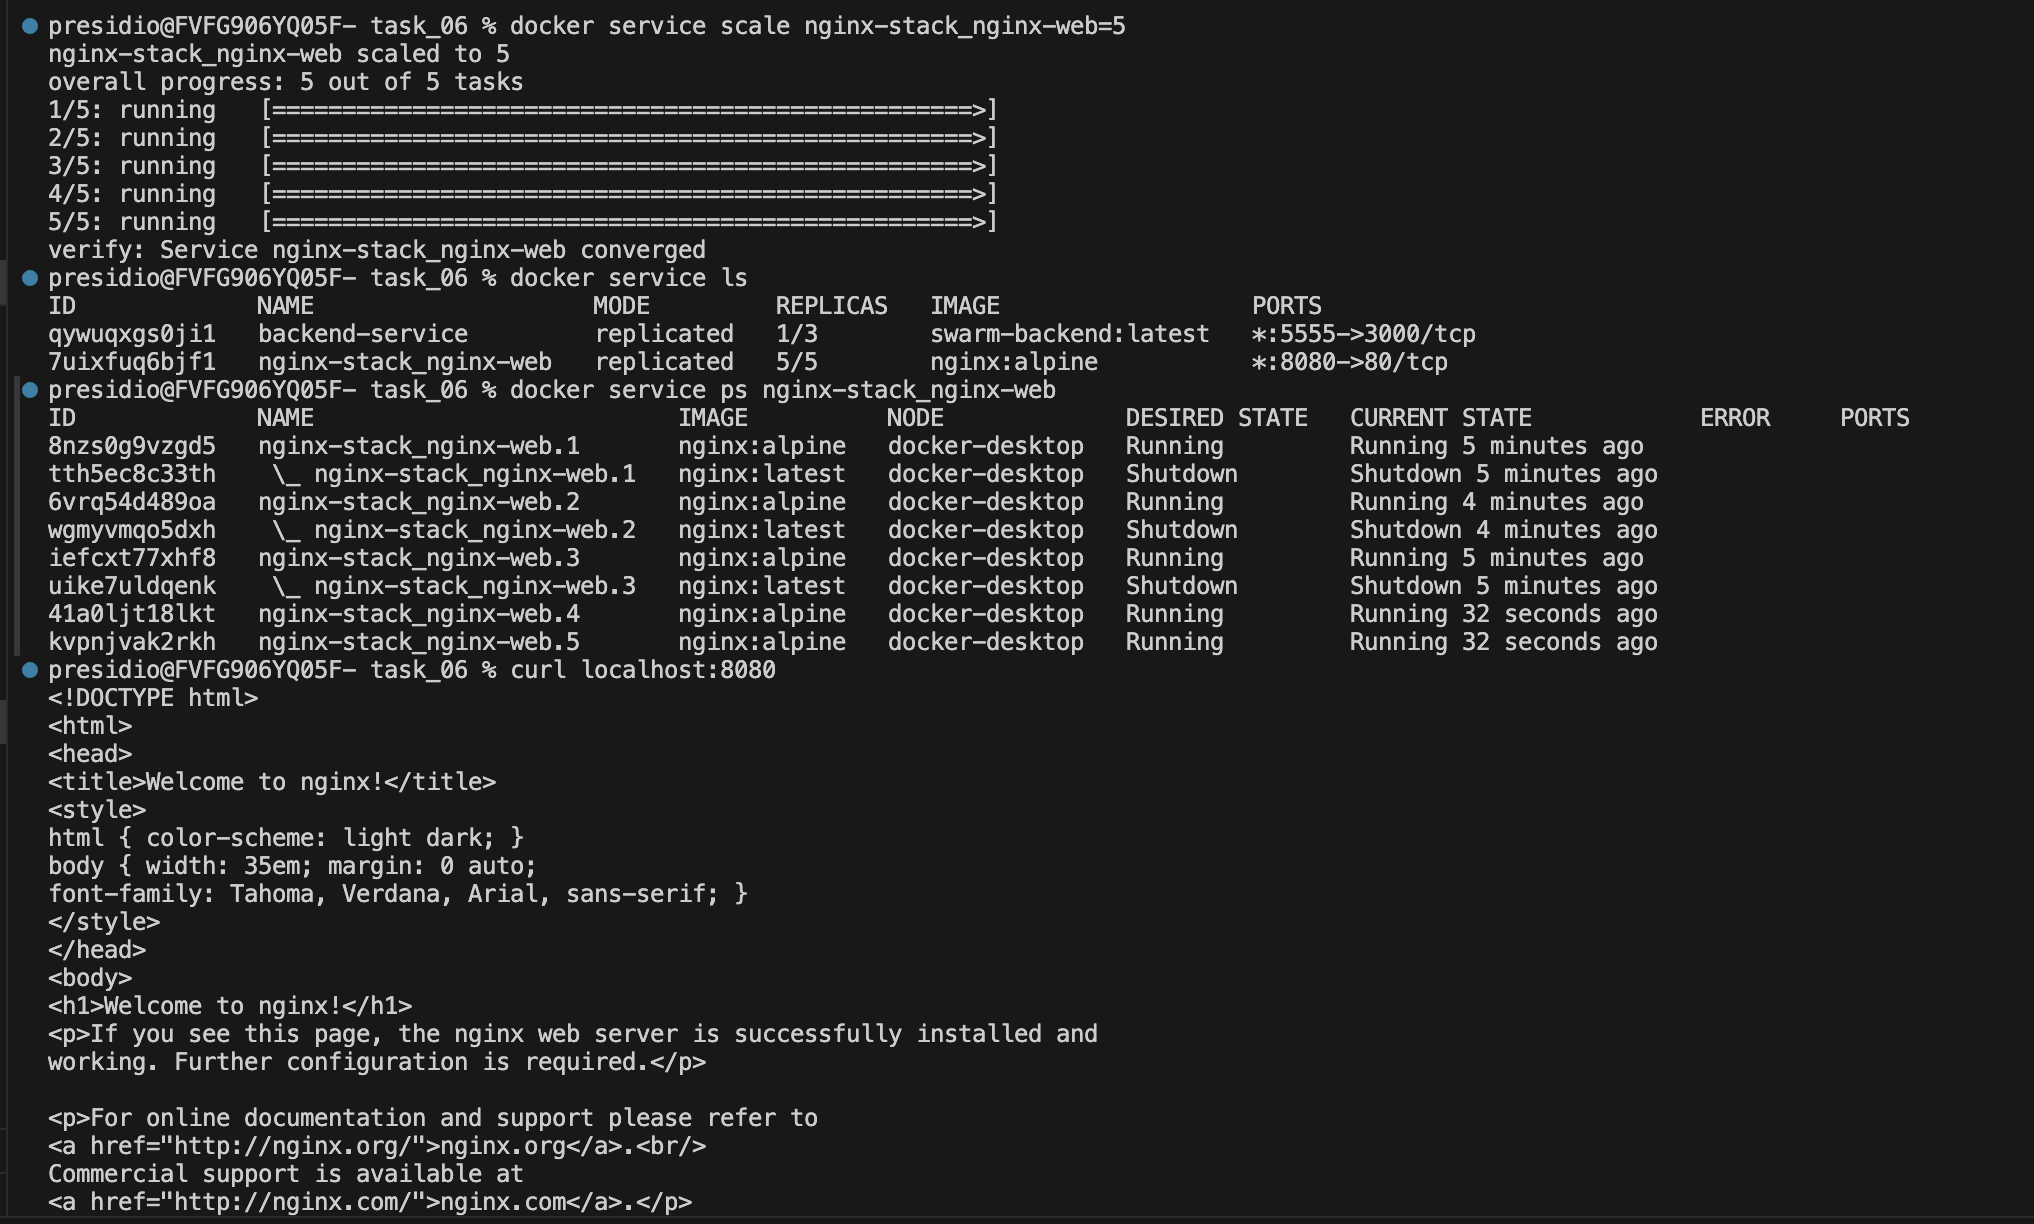 presidio@FVFG906YQ05F- task_06 % docker service scale nginx-stack_nginx-web=5
nginx-stack_nginx-web scaled to 5
overall progress: 5 out of 5 tasks
1/5: running   [==================================================>]
2/5: running   [==================================================>]
3/5: running   [==================================================>]
4/5: running   [==================================================>]
5/5: running   [==================================================>]
verify: Service nginx-stack_nginx-web converged
presidio@FVFG906YQ05F- task_06 % docker service ls
ID             NAME                    MODE         REPLICAS   IMAGE                  PORTS
qywuqxgs0ji1   backend-service         replicated   1/3        swarm-backend:latest   *:5555->3000/tcp
7uixfuq6bjf1   nginx-stack_nginx-web   replicated   5/5        nginx:alpine           *:8080->80/tcp
presidio@FVFG906YQ05F- task_06 % docker service ps nginx-stack_nginx-web
ID             NAME                          IMAGE          NODE             DESIRED STATE   CURRENT STATE            ERROR     PORTS
8nzs0g9vzgd5   nginx-stack_nginx-web.1       nginx:alpine   docker-desktop   Running         Running 5 minutes ago
tth5ec8c33th    \_ nginx-stack_nginx-web.1   nginx:latest   docker-desktop   Shutdown        Shutdown 5 minutes ago
6vrq54d489oa   nginx-stack_nginx-web.2       nginx:alpine   docker-desktop   Running         Running 4 minutes ago
wgmyvmqo5dxh    \_ nginx-stack_nginx-web.2   nginx:latest   docker-desktop   Shutdown        Shutdown 4 minutes ago
iefcxt77xhf8   nginx-stack_nginx-web.3       nginx:alpine   docker-desktop   Running         Running 5 minutes ago
uike7uldqenk    \_ nginx-stack_nginx-web.3   nginx:latest   docker-desktop   Shutdown        Shutdown 5 minutes ago
41a0ljt18lkt   nginx-stack_nginx-web.4       nginx:alpine   docker-desktop   Running         Running 32 seconds ago
kvpnjvak2rkh   nginx-stack_nginx-web.5       nginx:alpine   docker-desktop   Running         Running 32 seconds ago
presidio@FVFG906YQ05F- task_06 % curl localhost:8080
<!DOCTYPE html>
<html>
<head>
<title>Welcome to nginx!</title>
<style>
html { color-scheme: light dark; }
body { width: 35em; margin: 0 auto;
font-family: Tahoma, Verdana, Arial, sans-serif; }
</style>
</head>
<body>
<h1>Welcome to nginx!</h1>
<p>If you see this page, the nginx web server is successfully installed and
working. Further configuration is required.</p>

<p>For online documentation and support please refer to
<a href="http://nginx.org/">nginx.org</a>.<br/>
Commercial support is available at
<a href="http://nginx.com/">nginx.com</a>.</p>